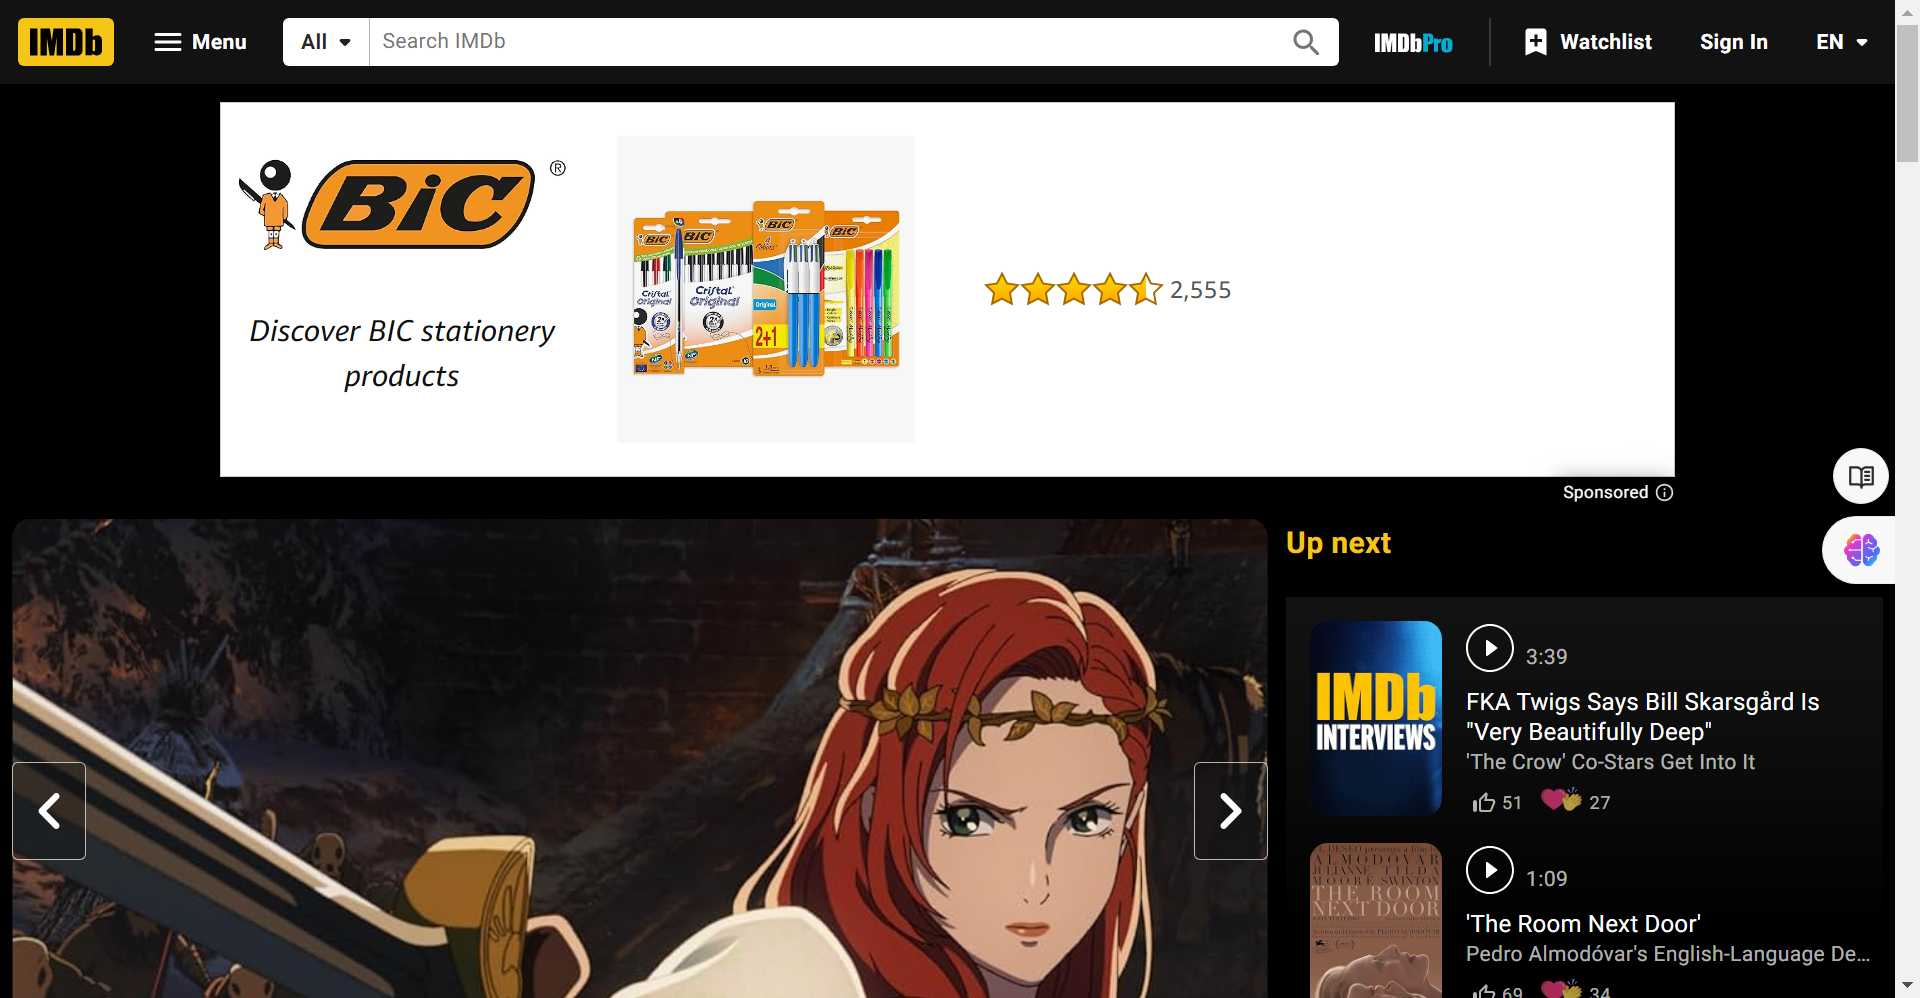 IMDb
Menu
All
Search IMDb
IMDbPro
Watchlist
Sign In
EN
BiC ®
Discover BIC stationery
products
BiC
BiC
BiC
BiC
Cristal
Original
Cristal
Original
Original
2+1
2,555
Sponsored
Up next
IMDb
INTERVIEWS
3:39
FKA Twigs Says Bill Skarsgård Is
"Very Beautifully Deep"
'The Crow' Co-Stars Get Into It
51
27
ALMODOVAR
JULIANNE TILDA
MOORE SWINTON
THE ROOM
NEXT DOOR
1:09
'The Room Next Door'
Pedro Almodóvar's English-Language De...
69
34